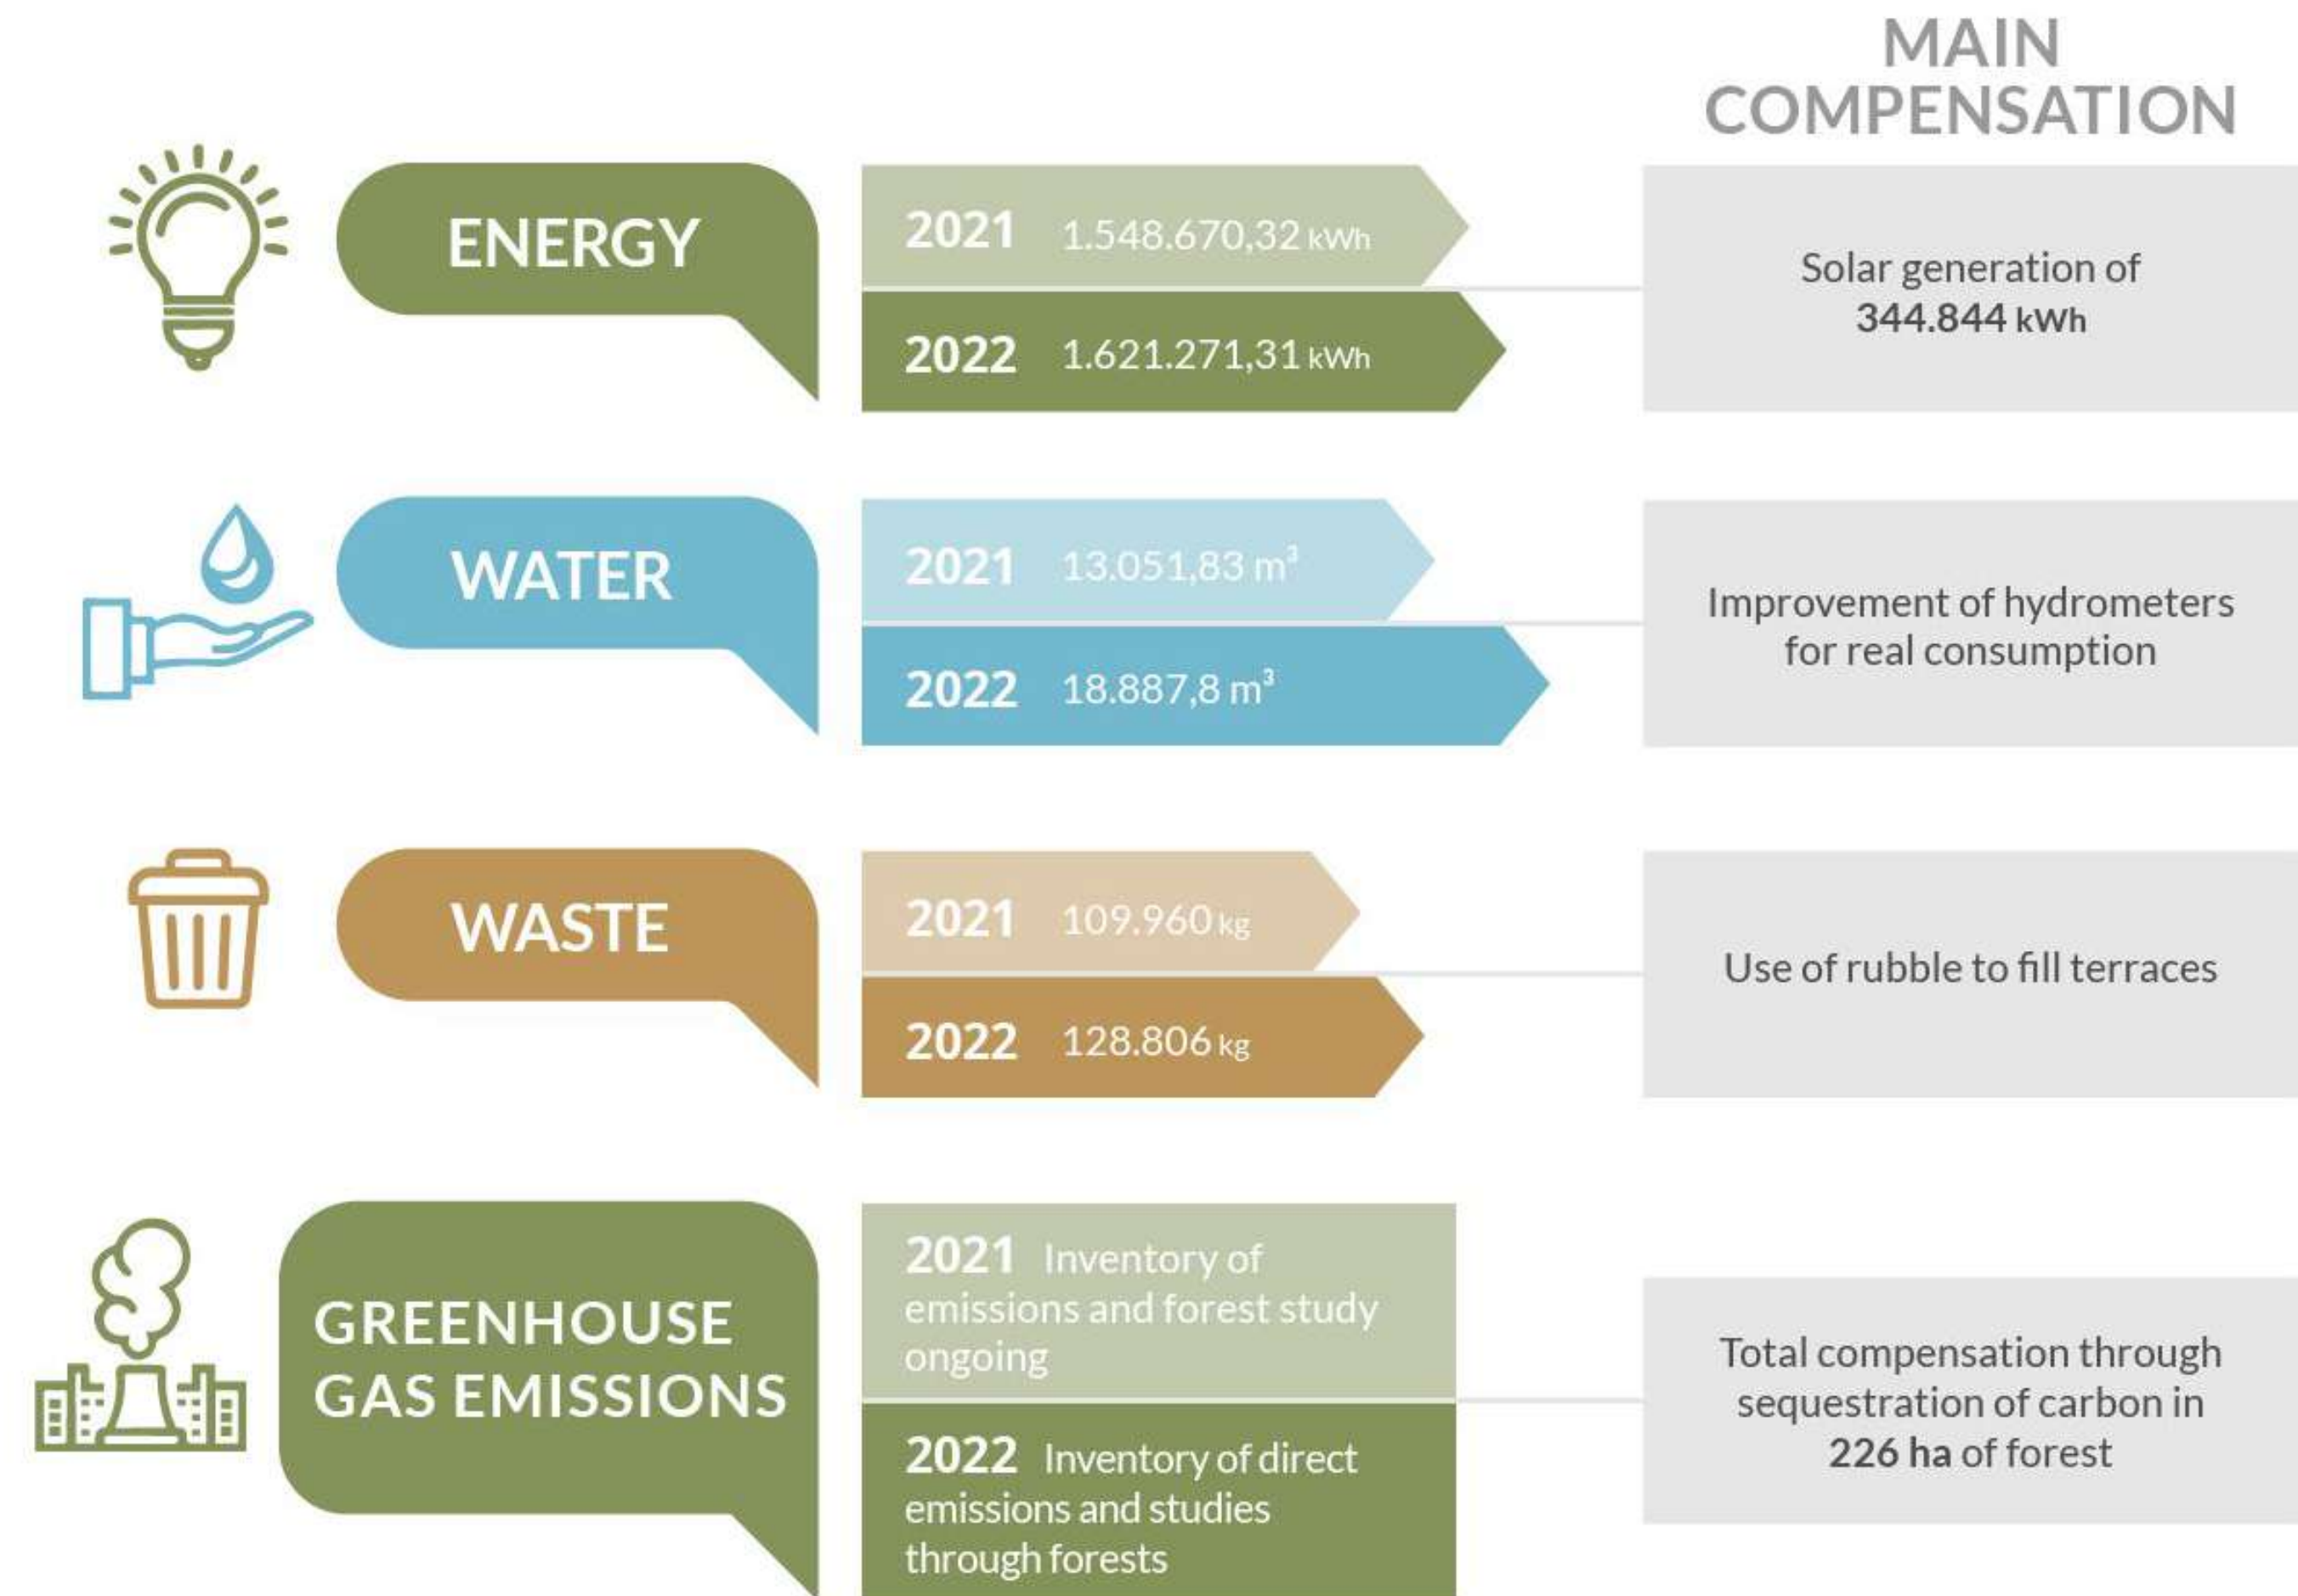 MAIN
COMPENSATION
ENERGY
2021 1.548.670,32 kWh
2022 1.621.271,31 kWh
Solar generation of
344.844 kWh
WATER
2021 13.051,83 m³
2022 18.887,8 m³
Improvement of hydrometers
for real consumption
WASTE
2021 109.960 kg
2022 128.806 kg
Use of rubble to fill terraces
GREENHOUSE
GAS EMISSIONS
2021 Inventory of
emissions and forest study
ongoing
2022 Inventory of direct
emissions and studies
through forests
Total compensation through
sequestration of carbon in
226 ha of forest